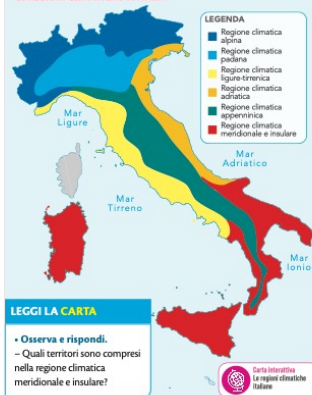 LEGENDA
Regione climatica
alpina
Regione climatica
padana
Regione climatica
ligure-tirrenica
Regione climatica
adriatica
Regione climatica
appenninica
Regione climatica
meridionale e insulare
Mar
Ligure
Mar
Adriatico
Mar
Tirreno
Mar
Ionio
LEGGI LA CARTA
• Osserva e rispondi.
– Quali territori sono compresi
nella regione climatica
meridionale e insulare?
Carta interattiva
Le regioni climatiche
italiane